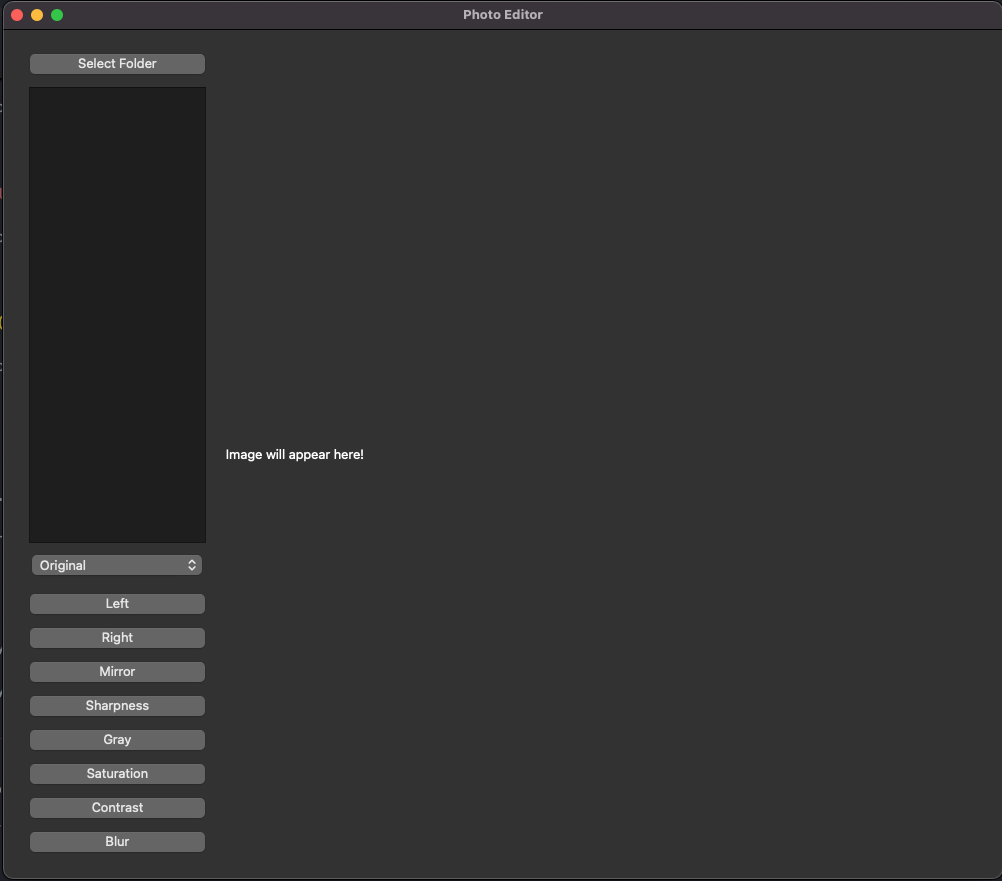 Photo Editor
Select Folder
Image will appear here!
Original
Left
Right
Mirror
Sharpness
Gray
Saturation
Contrast
Blur